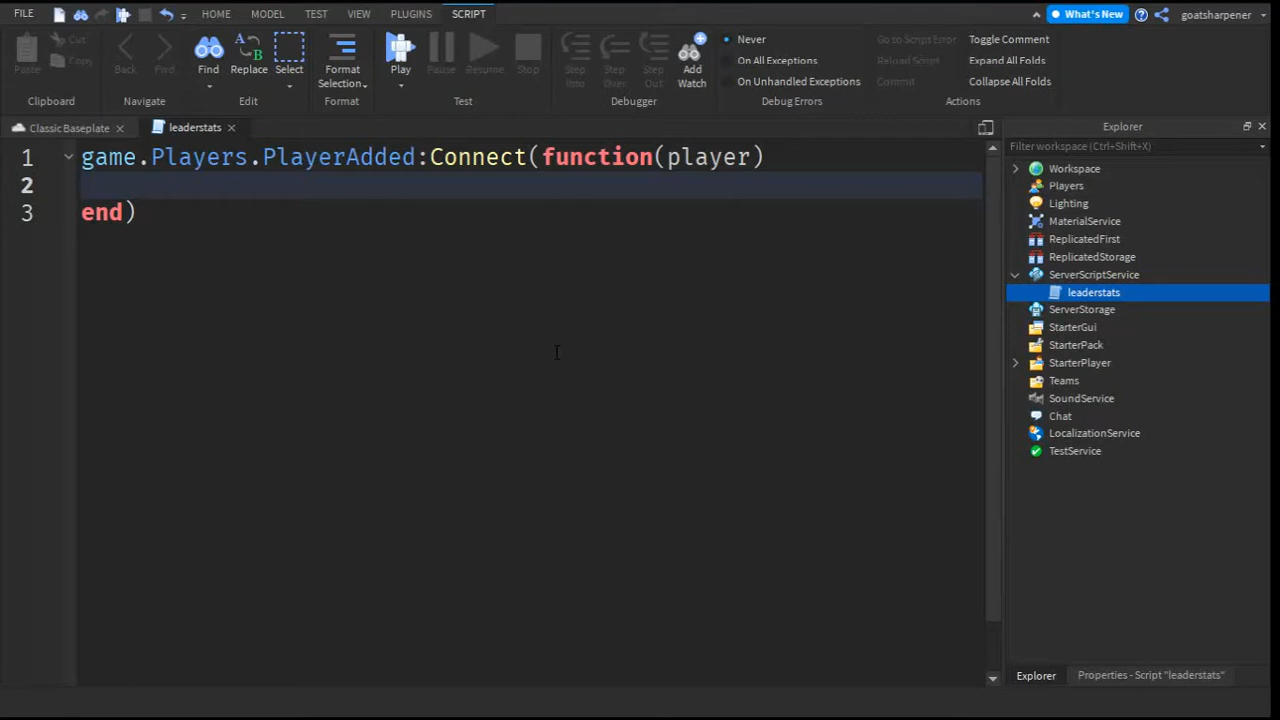 FILE HOME MODEL TEST VIEW PLUGINS SCRIPT What's New goatsharpener
Paste Cut Copy Back Find Replace Select Format Selection Play Pause Resume Stop Step Into Step Over Step Out Add Watch Never On All Exceptions On Unhandled Exceptions Go to Script Error Reload Script Commit Toggle Comment Expand All Folds Collapse All Folds
Clipboard Navigate Edit Format Test Debugger Debug Errors Actions
Classic Baseplate leaderstats
1 game.Players.PlayerAdded:Connect(function(player)
2
3 end)
Explorer
Filter workspace (Ctrl+Shift+X)
Workspace
Players
Lighting
MaterialService
ReplicatedFirst
ReplicatedStorage
ServerScriptService
leaderstats
ServerStorage
StarterGui
StarterPack
StarterPlayer
Teams
SoundService
Chat
LocalizationService
TestService
Explorer Properties - Script "leaderstats"